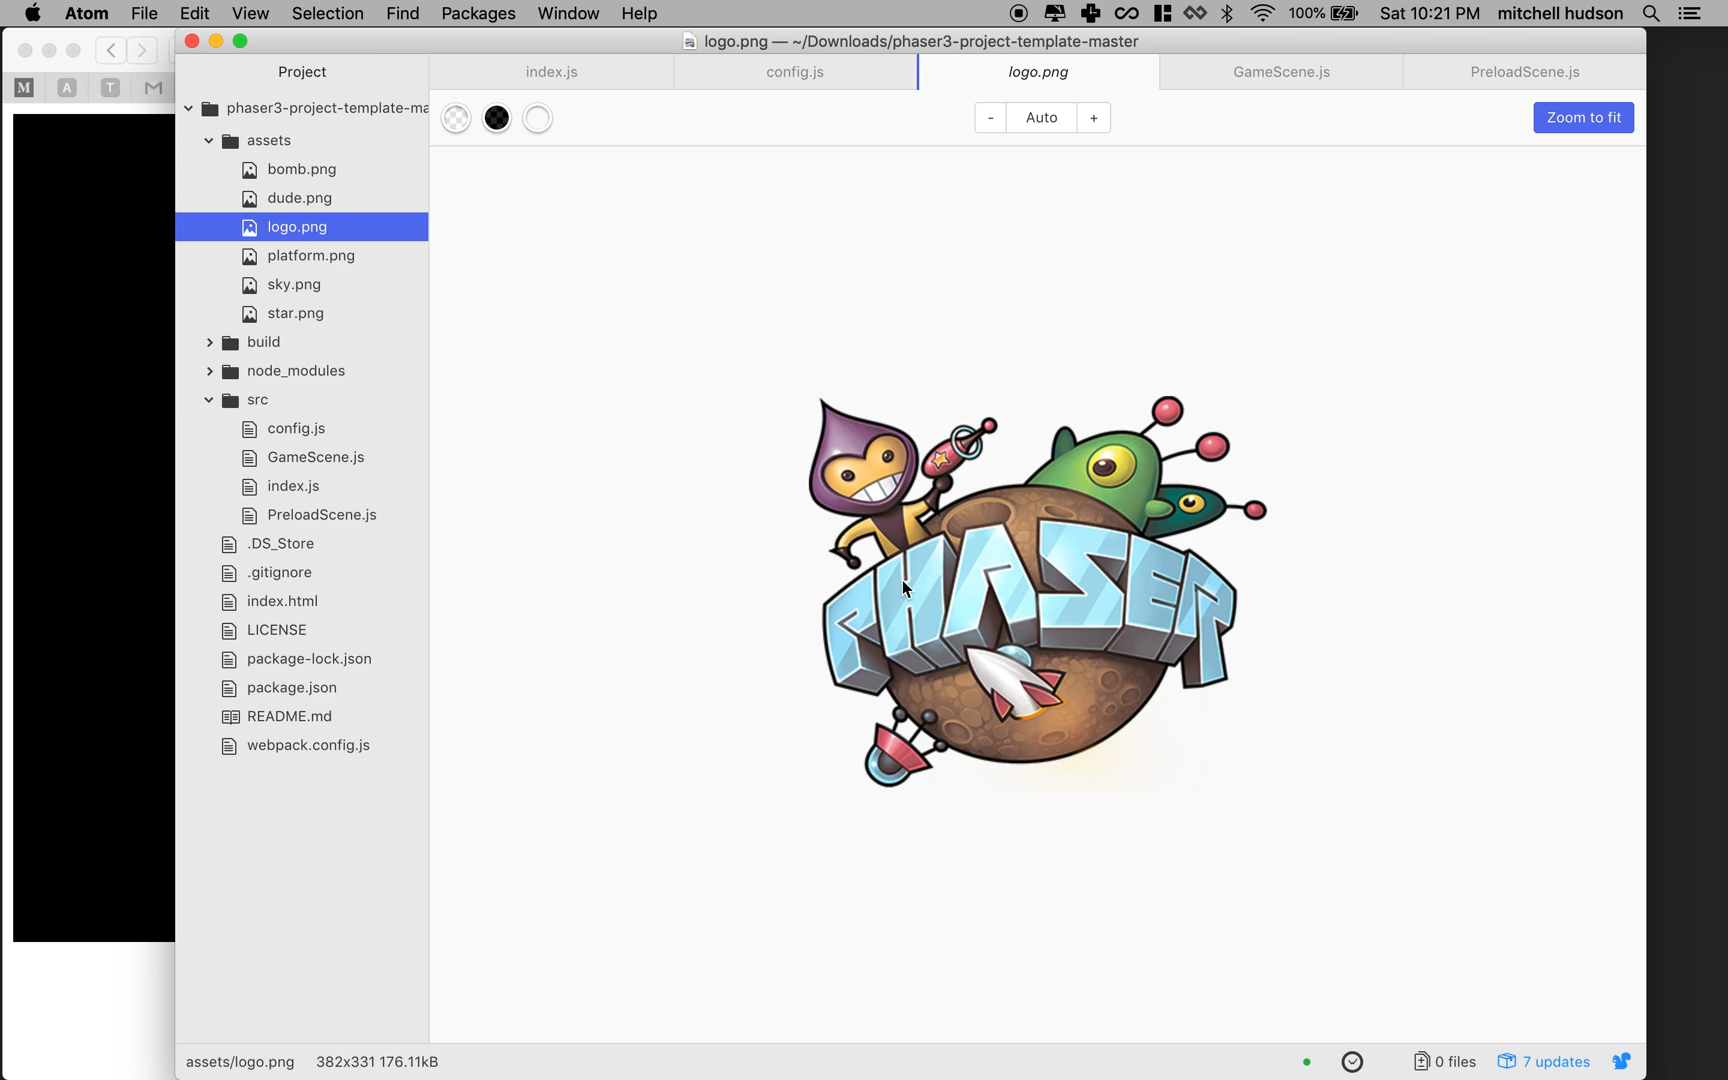 Atom File Edit View Selection Find Packages Window Help 100% Sat 10:21 PM mitchell hudson
logo.png — ~/Downloads/phaser3-project-template-master
M A T M
Project
index.js config.js logo.png GameScene.js PreloadScene.js
- Auto + Zoom to fit
phaser3-project-template-ma
assets
bomb.png
dude.png
logo.png
platform.png
sky.png
star.png
build
node_modules
src
config.js
GameScene.js
index.js
PreloadScene.js
.DS_Store
.gitignore
index.html
LICENSE
package-lock.json
package.json
README.md
webpack.config.js
PHASER
assets/logo.png 382x331 176.11kB 0 files 7 updates